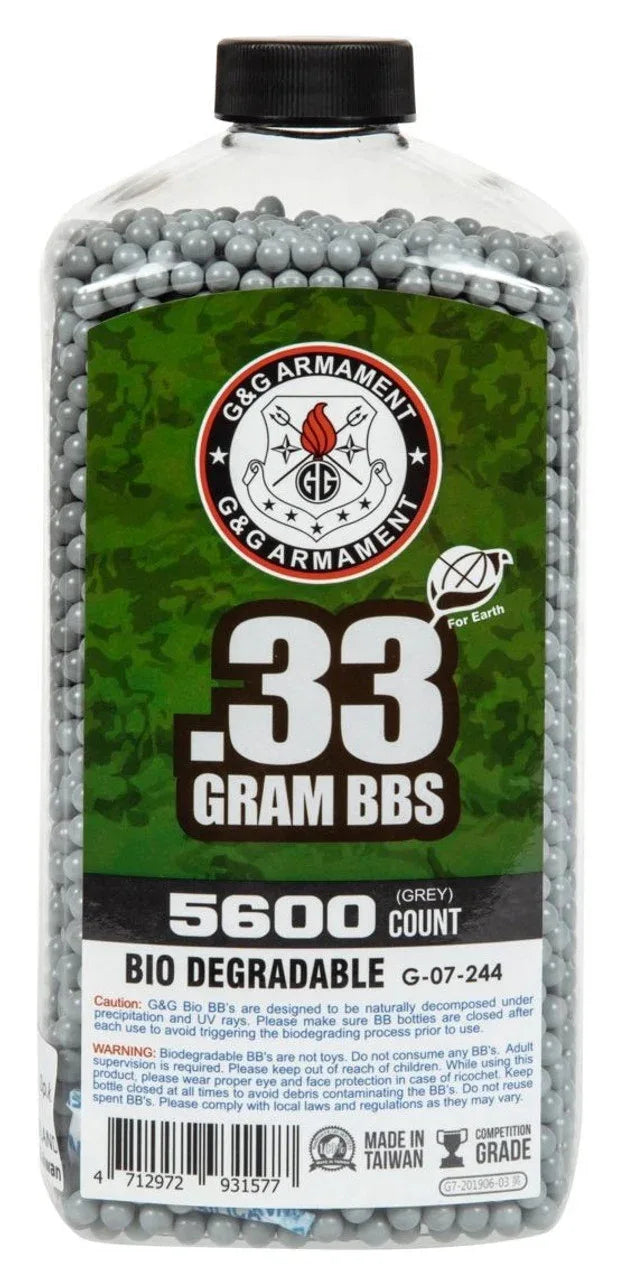 G&G ARMAMENT
GG
G&G ARMAMENT
For Earth
.33
GRAM BBS
5600 (GREY) COUNT
BIO DEGRADABLE G-07-244
Caution: G&G Bio BB's are designed to be naturally decomposed under
precipitation and UV rays. Please make sure BB bottles are closed after
each use to avoid triggering the biodegrading process prior to use.
WARNING: Biodegradable BB's are not toys. Do not consume any BB's. Adult
supervision is required. Please keep out of reach of children. While using this
product, please wear proper eye and face protection in case of ricochet. Keep
bottle closed at all times to avoid debris contaminating the BB's. Do not reuse
spent BB's. Please comply with local laws and regulations as they may vary.
MADE IN
TAIWAN
COMPETITION
GRADE
4 712972 931577
G7-201906-03